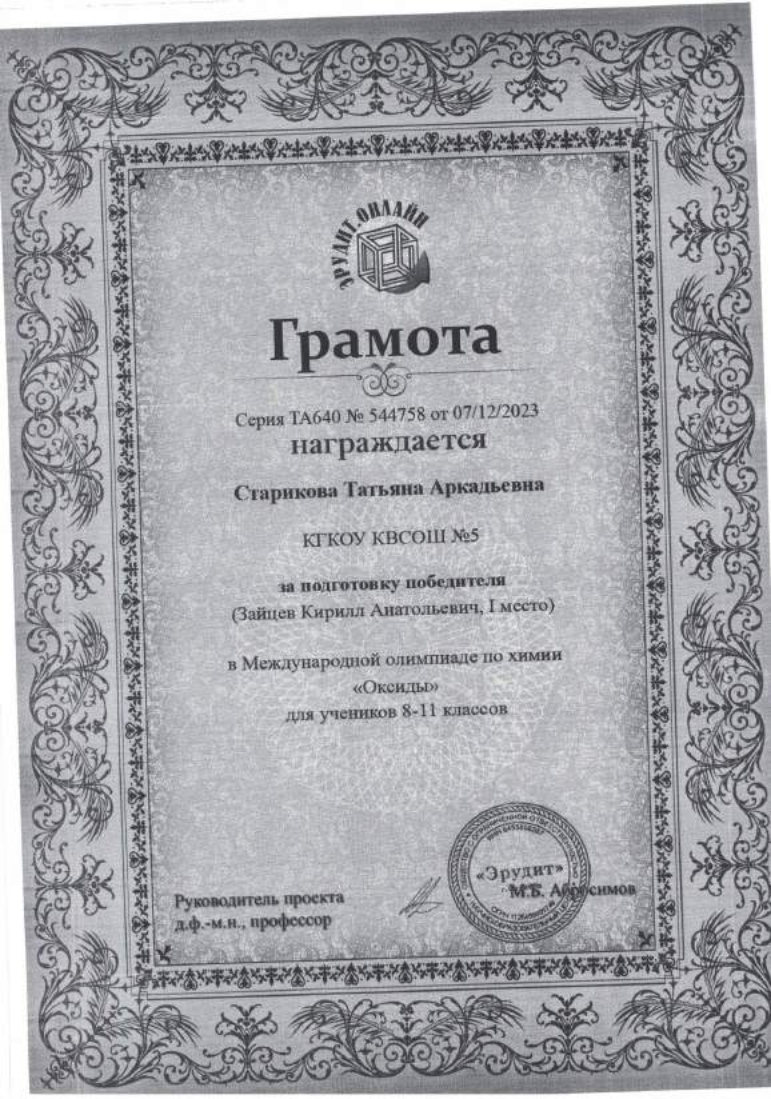 ЭРУДИТ.ОНЛАЙН
Грамота
Серия ТА640 № 544758 от 07/12/2023
награждается
Старикова Татьяна Аркадьевна
КГКОУ КВСОШ №5
за подготовку победителя
(Зайцев Кирилл Анатольевич, I место)
в Международной олимпиаде по химии
«Оксиды»
для учеников 8-11 классов
«Эрудит»
Руководитель проекта
д.ф.-м.н., профессор
М.Б. Абросимов